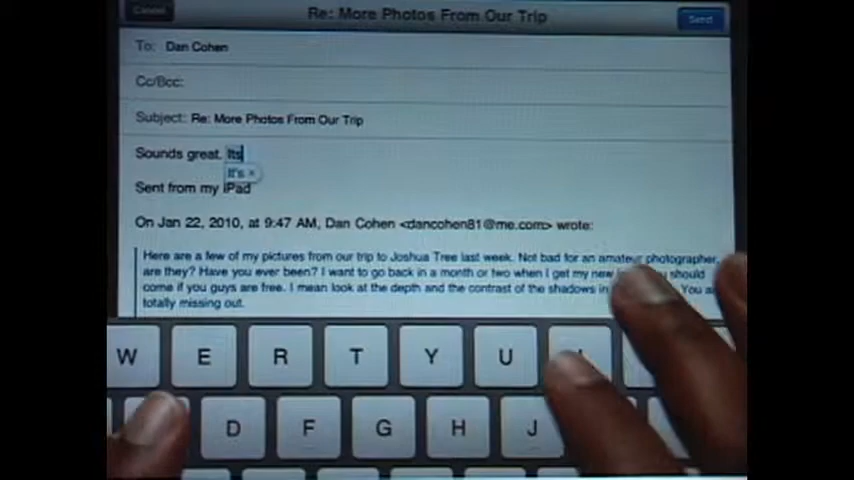 Cancel
Re: More Photos From Our Trip
Send
To: Dan Cohen
Cc/Bcc:
Subject: Re: More Photos From Our Trip
Sounds great. Its
It's ×
Sent from my iPad
On Jan 22, 2010, at 9:47 AM, Dan Cohen <dancohen81@me.com> wrote:
Here are a few of my pictures from our trip to Joshua Tree last week. Not bad for an amateur photographer,
are they? Have you ever been? I want to go back in a month or two when I get my new should
come if you guys are free. I mean look at the depth and the contrast of the shadows in You
totally missing out.
W E R T Y U
D F G H J